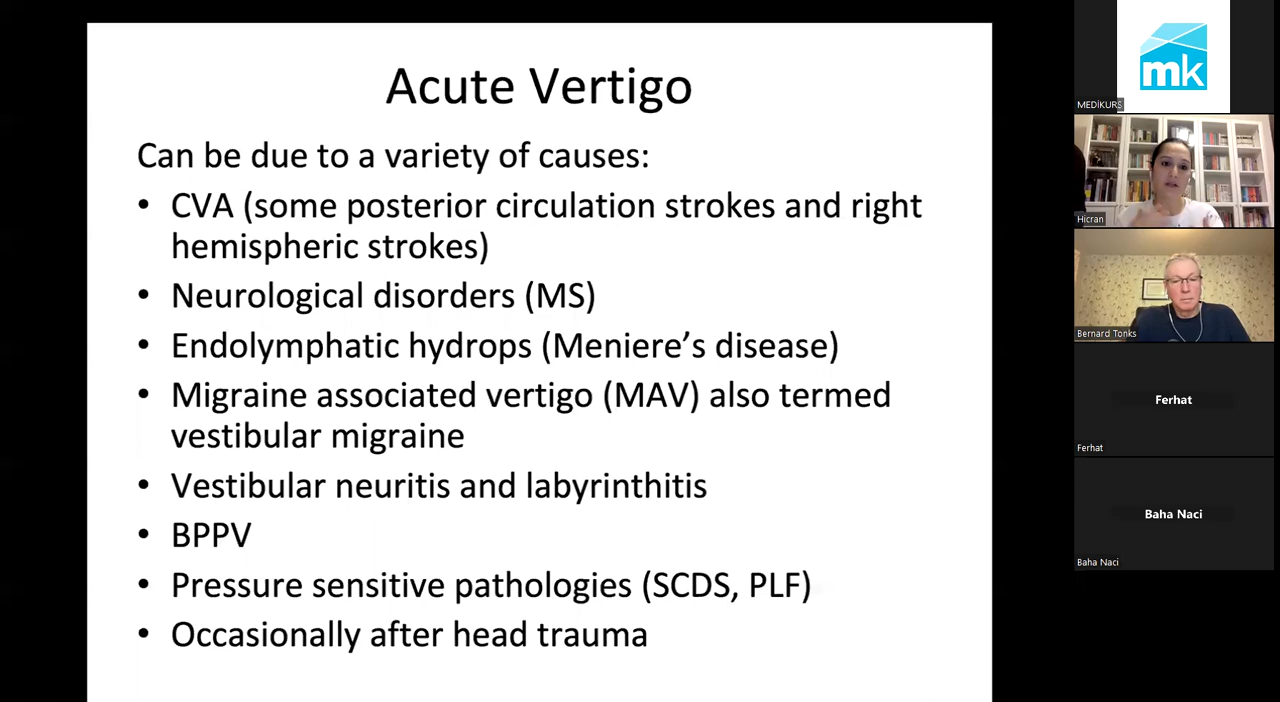 Acute Vertigo
Can be due to a variety of causes:
• CVA (some posterior circulation strokes and right
hemispheric strokes)
• Neurological disorders (MS)
• Endolymphatic hydrops (Meniere’s disease)
• Migraine associated vertigo (MAV) also termed
vestibular migraine
• Vestibular neuritis and labyrinthitis
• BPPV
• Pressure sensitive pathologies (SCDS, PLF)
• Occasionally after head trauma
mk
MEDİKURS
Hicran
Bernard Tonks
Ferhat
Ferhat
Baha Naci
Baha Naci